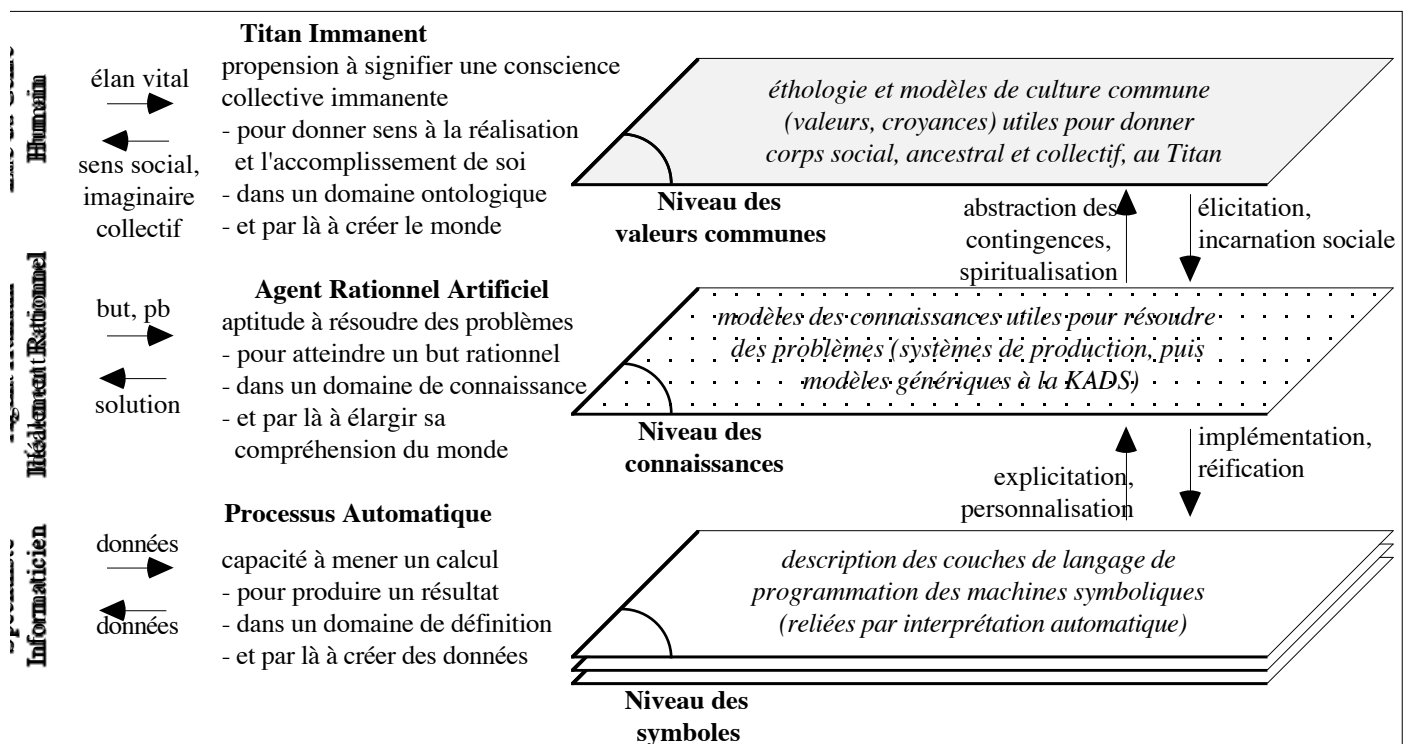 Humain
élan vital
sens social,
imaginaire
collectif
Titan Immanent
propension à signifier une conscience
collective immanente
- pour donner sens à la réalisation
et l'accomplissement de soi
- dans un domaine ontologique
- et par là à créer le monde
éthologie et modèles de culture commune
(valeurs, croyances) utiles pour donner
corps social, ancestral et collectif, au Titan
Niveau des
valeurs communes
abstraction des
contingences,
spiritualisation
élicitation,
incarnation sociale
Idéalement Rationnel
but, pb
solution
Agent Rationnel Artificiel
aptitude à résoudre des problèmes
- pour atteindre un but rationnel
- dans un domaine de connaissance
- et par là à élargir sa
compréhension du monde
modèles des connaissances utiles pour résoudre
des problèmes (systèmes de production, puis
modèles génériques à la KADS)
Niveau des
connaissances
explicitation,
personnalisation
implémentation,
réification
Informaticien
données
données
Processus Automatique
capacité à mener un calcul
- pour produire un résultat
- dans un domaine de définition
- et par là à créer des données
description des couches de langage de
programmation des machines symboliques
(reliées par interprétation automatique)
Niveau des
symboles